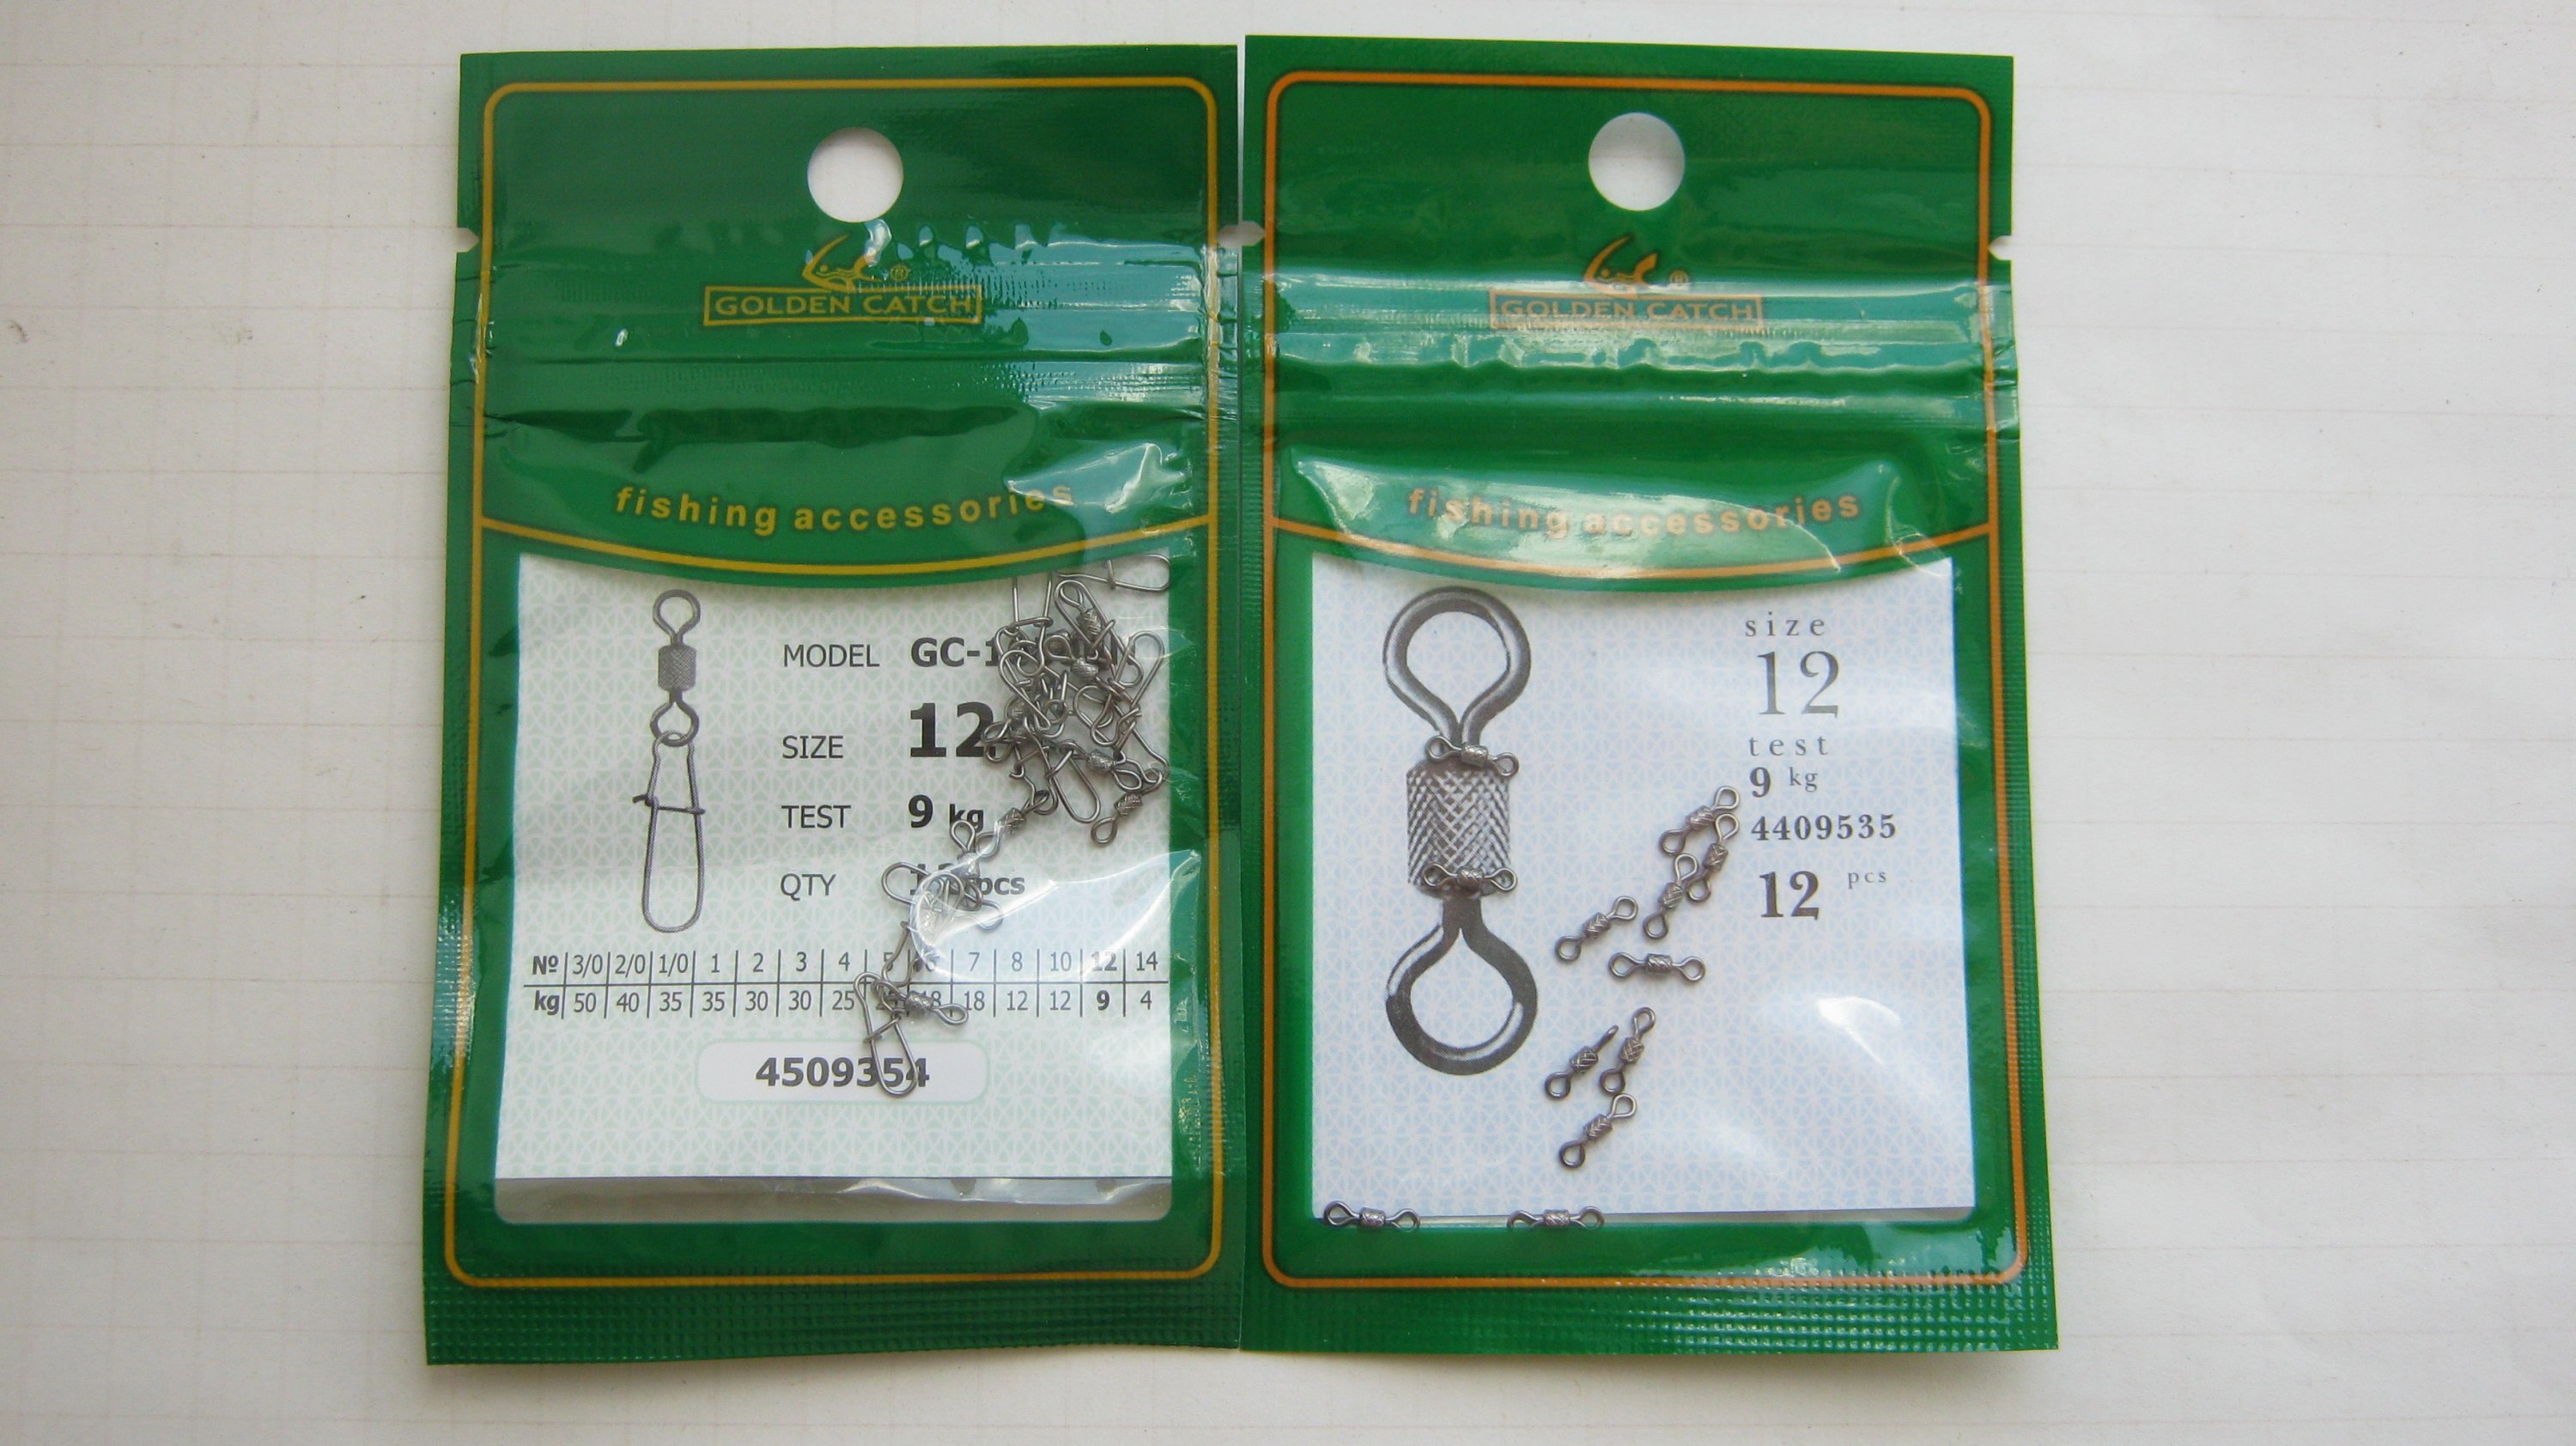 GOLDEN CATCH
fishing accessories
MODEL
SIZE 12
TEST 9 kg
QTY pcs
Nº 3/0 2/0 1/0 1 2 3 4 5 6 7 8 10 12 14
kg 50 40 35 35 30 30 25 18 18 12 12 9 4
4509354
GOLDEN CATCH
fishing accessories
size
12
test
9 kg
4409535
12 pcs